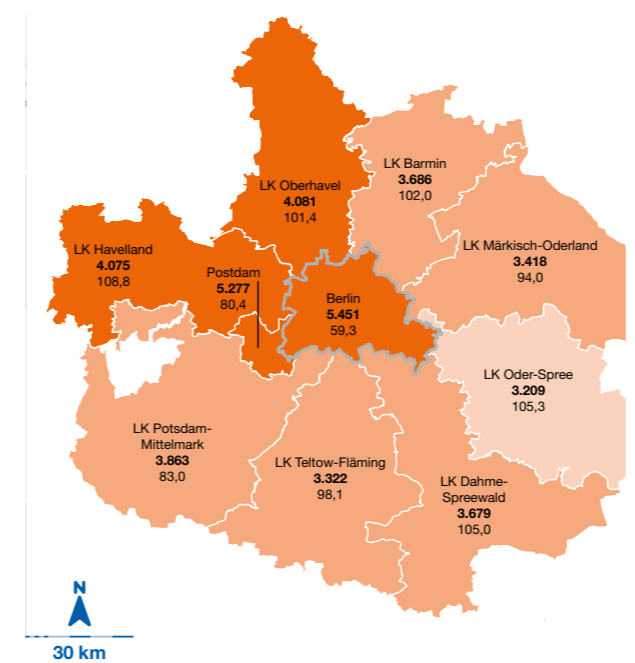 LK Barmin
3.686
102,0
LK Oberhavel
4.081
101,4
LK Märkisch-Oderland
3.418
94,0
LK Havelland
4.075
108,8
Postdam
5.277
80,4
Berlin
5.451
59,3
LK Oder-Spree
3.209
105,3
LK Potsdam-
Mittelmark
3.863
83,0
LK Teltow-Fläming
3.322
98,1
LK Dahme-
Spreewald
3.679
105,0
N
30 km